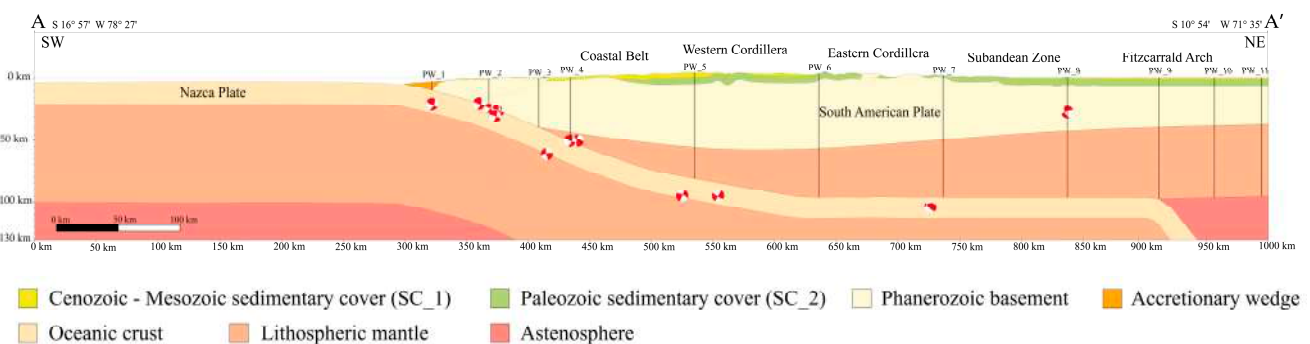 A S 16° 57' W 78° 27' S 10° 54' W 71° 35' A'
SW NE
Coastal Belt Western Cordillera Eastern Cordillera Subandean Zone Fitzcarrald Arch
0 km PW_1 PW_2 PW_3 PW_4 PW_5 PW_6 PW_7 PW_8 PW_9 PW_10 PW_11
Nazca Plate South American Plate
50 km
100 km
0 km 50 km 100 km
130 km
0 km 50 km 100 km 150 km 200 km 250 km 300 km 350 km 400 km 450 km 500 km 550 km 600 km 650 km 700 km 750 km 800 km 850 km 900 km 950 km 1000 km
Cenozoic - Mesozoic sedimentary cover (SC_1) Paleozoic sedimentary cover (SC_2) Phanerozoic basement Accretionary wedge
Oceanic crust Lithospheric mantle Astenosphere